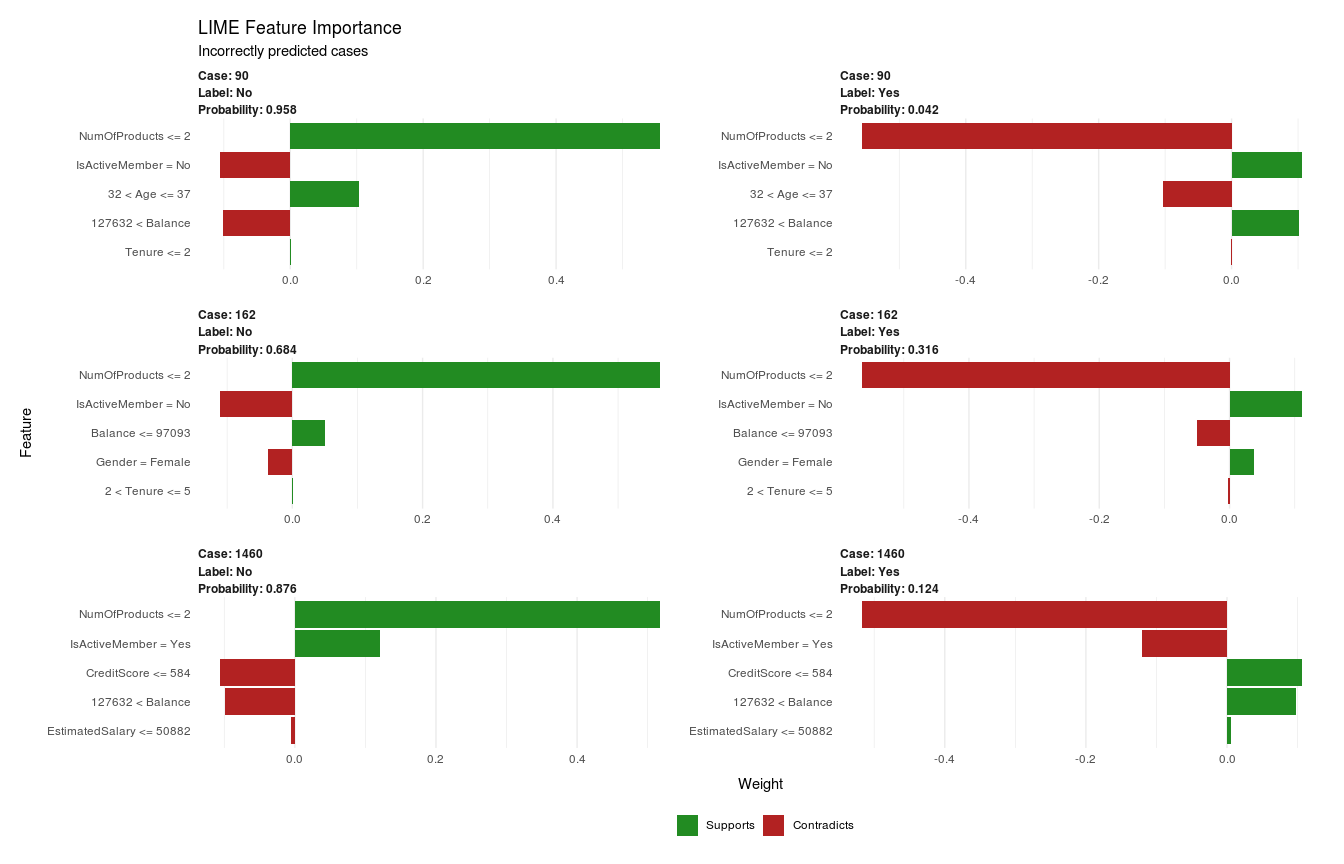 LIME Feature Importance
Incorrectly predicted cases
Case: 90
Label: No
Probability: 0.958
NumOfProducts <= 2
IsActiveMember = No
32 < Age <= 37
127632 < Balance
Tenure <= 2
0.0 0.2 0.4
Case: 90
Label: Yes
Probability: 0.042
NumOfProducts <= 2
IsActiveMember = No
32 < Age <= 37
127632 < Balance
Tenure <= 2
-0.4 -0.2 0.0
Case: 162
Label: No
Probability: 0.684
NumOfProducts <= 2
IsActiveMember = No
Balance <= 97093
Gender = Female
2 < Tenure <= 5
0.0 0.2 0.4
Case: 162
Label: Yes
Probability: 0.316
NumOfProducts <= 2
IsActiveMember = No
Balance <= 97093
Gender = Female
2 < Tenure <= 5
-0.4 -0.2 0.0
Case: 1460
Label: No
Probability: 0.876
NumOfProducts <= 2
IsActiveMember = Yes
CreditScore <= 584
127632 < Balance
EstimatedSalary <= 50882
0.0 0.2 0.4
Case: 1460
Label: Yes
Probability: 0.124
NumOfProducts <= 2
IsActiveMember = Yes
CreditScore <= 584
127632 < Balance
EstimatedSalary <= 50882
-0.4 -0.2 0.0
Feature
Weight
Supports Contradicts